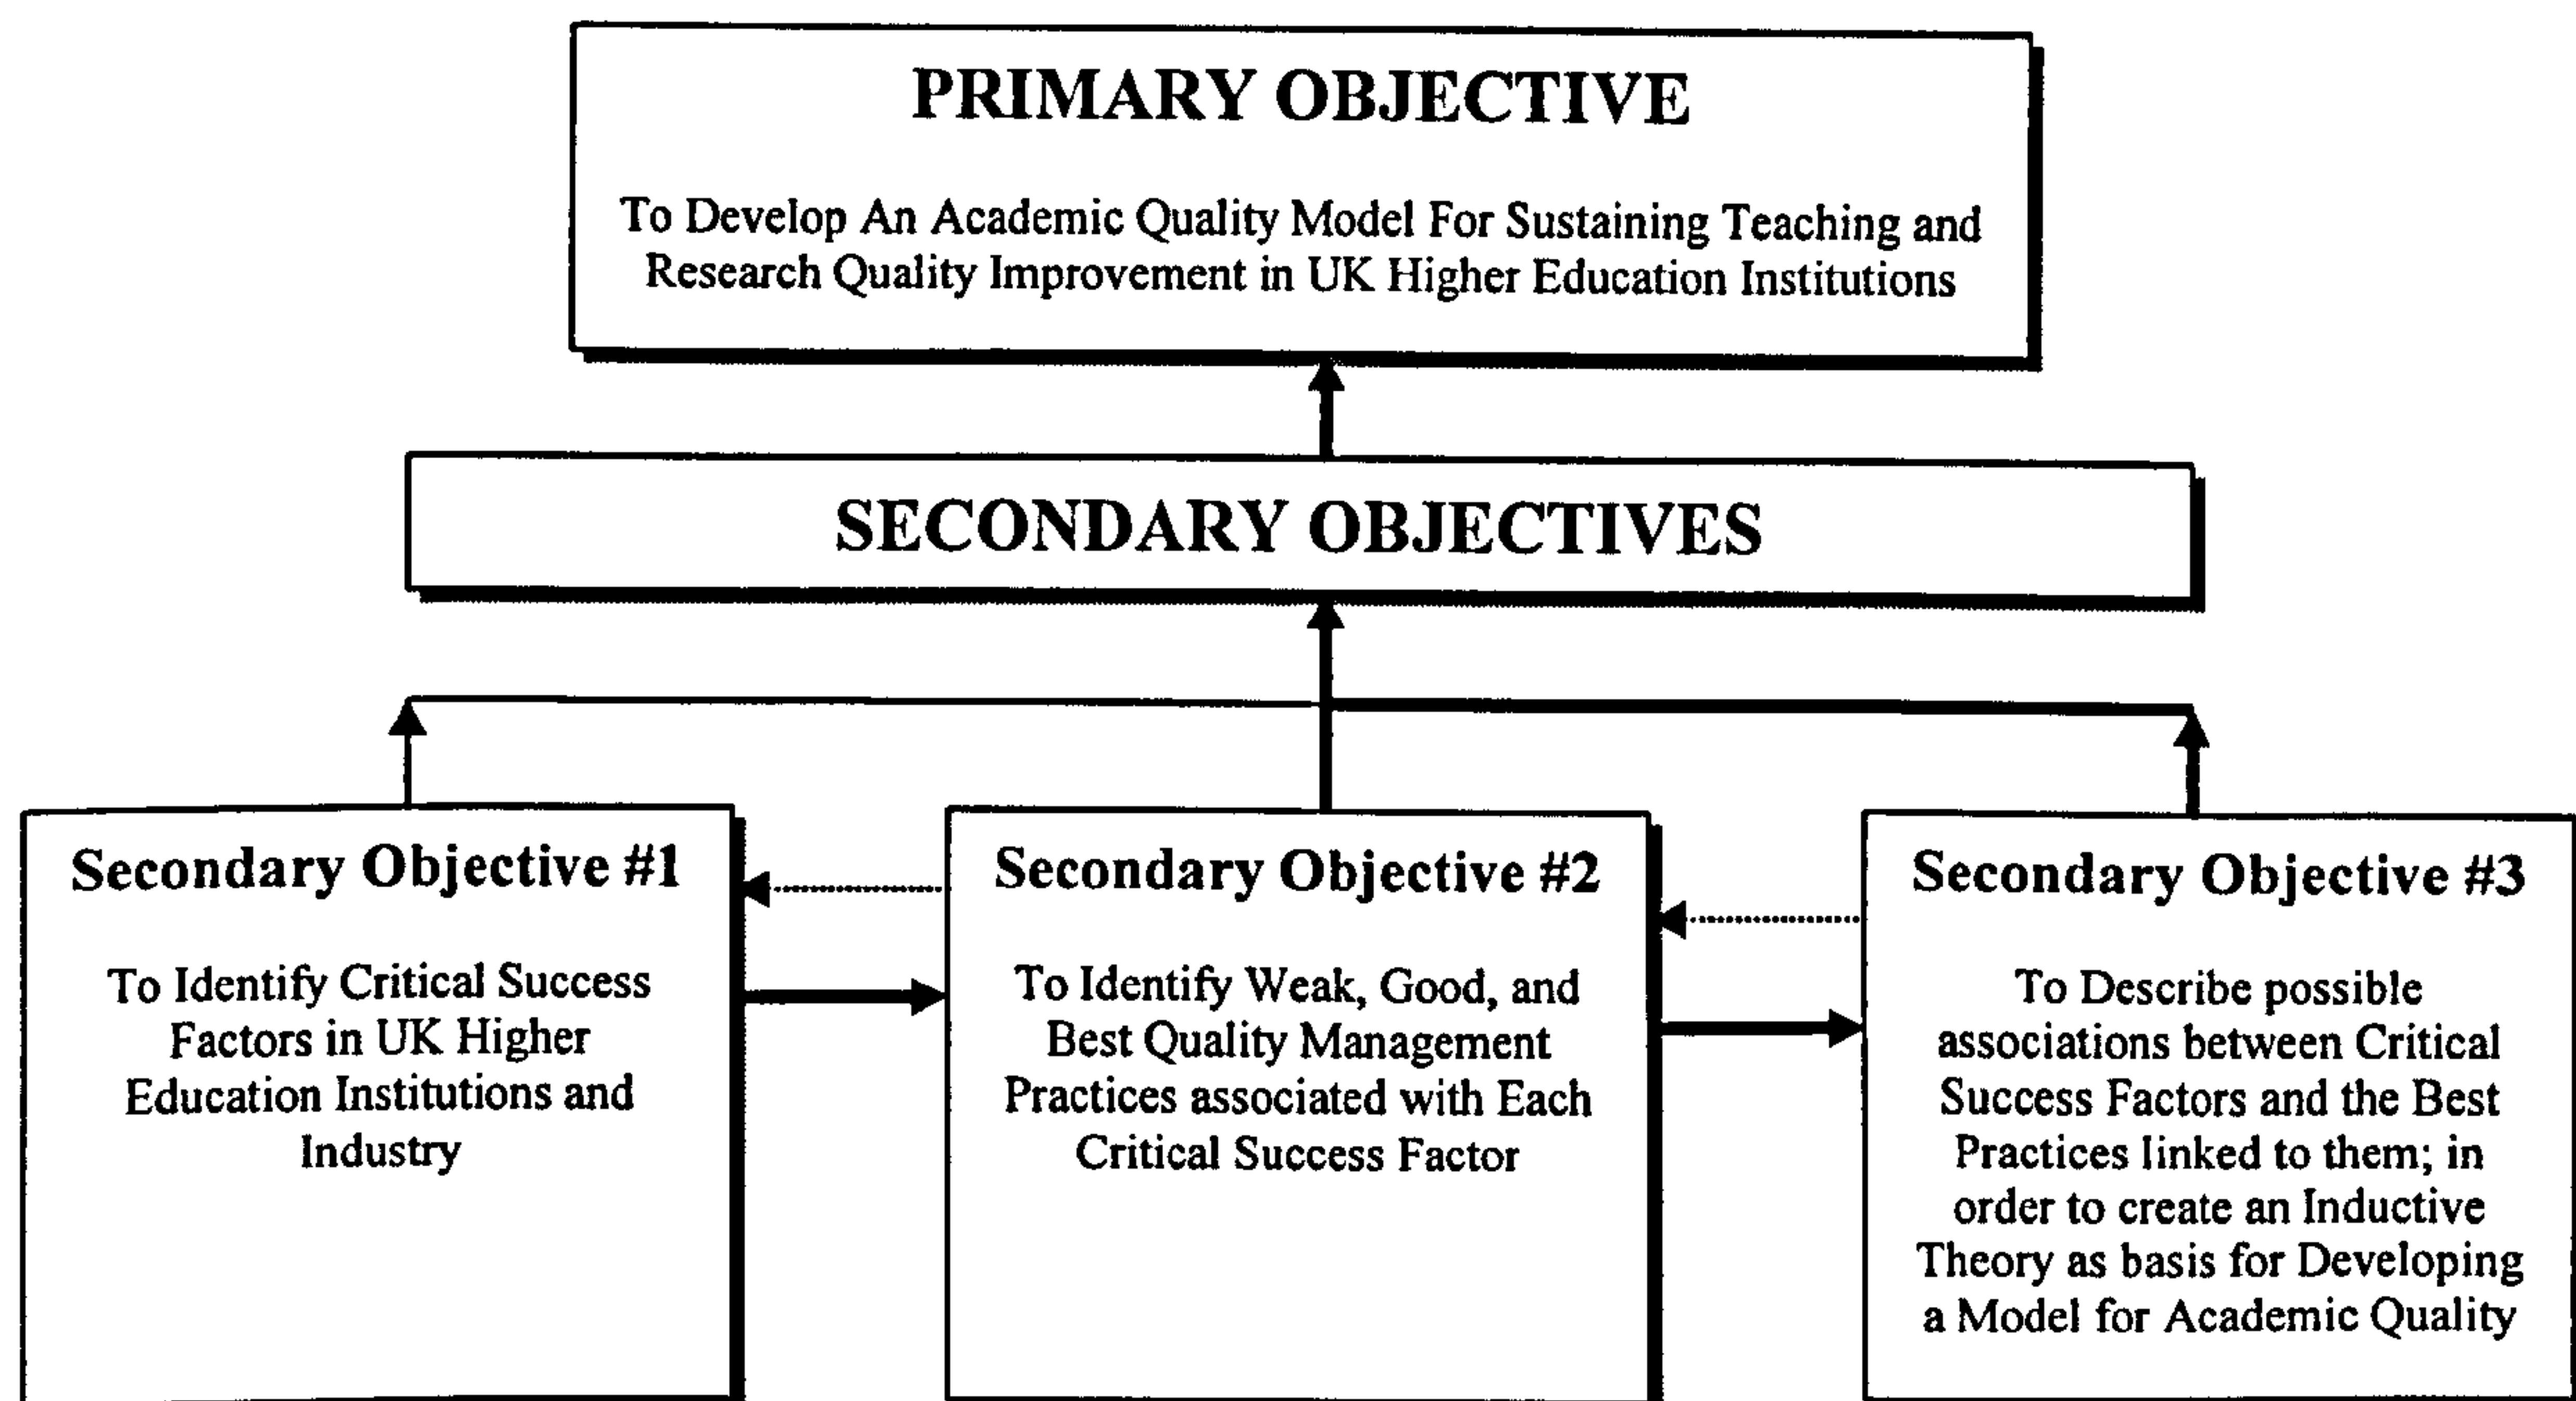 PRIMARY OBJECTIVE
To Develop An Academic Quality Model For Sustaining Teaching and
Research Quality Improvement in UK Higher Education Institutions
SECONDARY OBJECTIVES
Secondary Objective #1
To Identify Critical Success
Factors in UK Higher
Education Institutions and
Industry
Secondary Objective #2
To Identify Weak, Good, and
Best Quality Management
Practices associated with Each
Critical Success Factor
Secondary Objective #3
To Describe possible
associations between Critical
Success Factors and the Best
Practices linked to them; in
order to create an Inductive
Theory as basis for Developing
a Model for Academic Quality